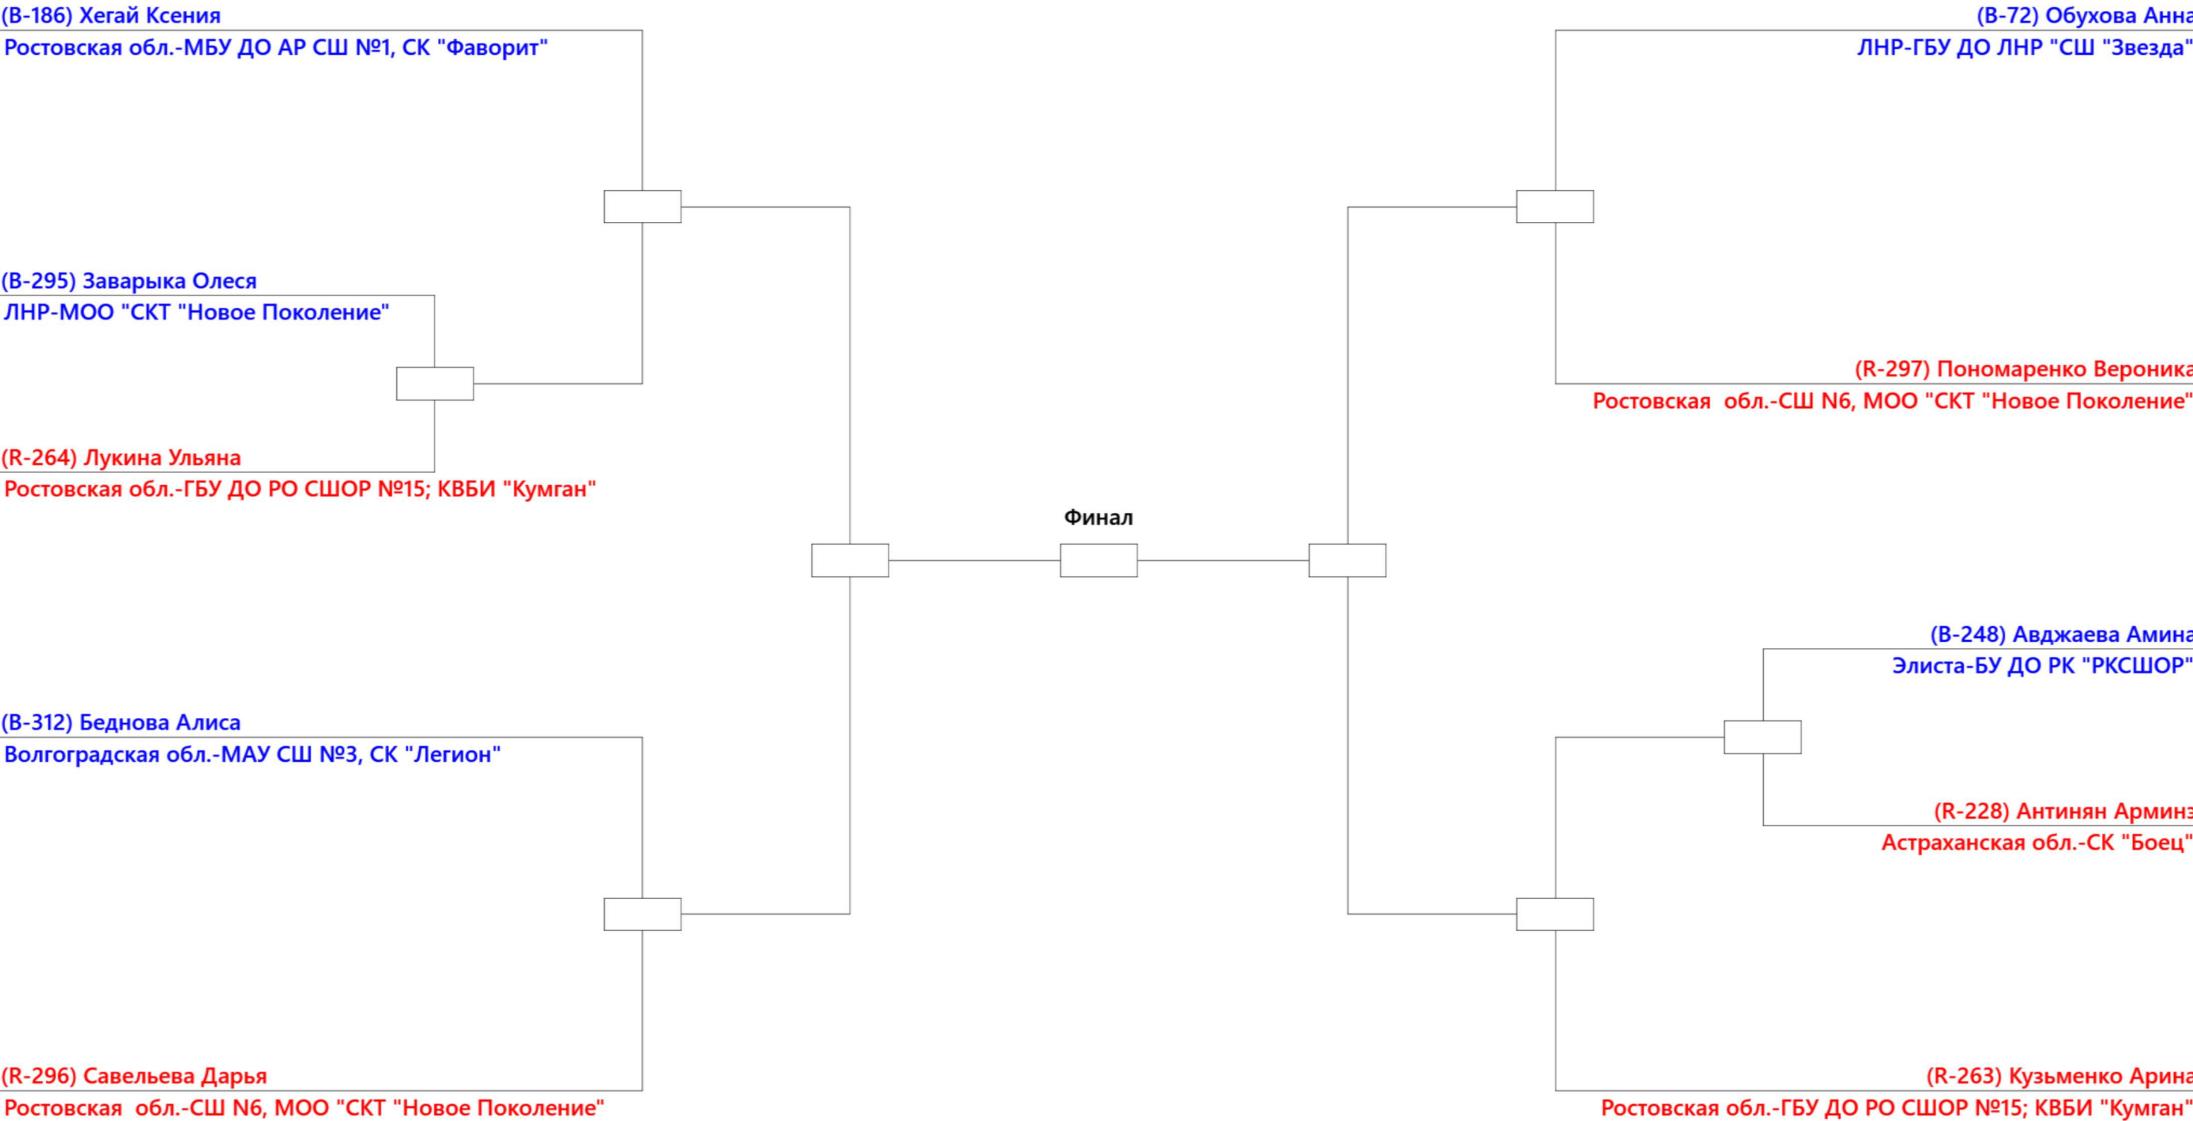 (B-186) Хегай Ксения
Ростовская обл.-МБУ ДО АР СШ №1, СК "Фаворит"
(B-295) Заварыка Олеся
ЛНР-МОО "СКТ "Новое Поколение"
(R-264) Лукина Ульяна
Ростовская обл.-ГБУ ДО РО СШОР №15; КВБИ "Кумган"
(B-312) Беднова Алиса
Волгоградская обл.-МАУ СШ №3, СК "Легион"
(R-296) Савельева Дарья
Ростовская  обл.-СШ N6, МОО "СКТ "Новое Поколение"
Финал
(B-72) Обухова Анна
ЛНР-ГБУ ДО ЛНР "СШ "Звезда"
(R-297) Пономаренко Вероника
Ростовская  обл.-СШ N6, МОО "СКТ "Новое Поколение"
(B-248) Авджаева Амина
Элиста-БУ ДО РК "РКСШОР"
(R-228) Антинян Арминэ
Астраханская обл.-СК "Боец"
(R-263) Кузьменко Арина
Ростовская обл.-ГБУ ДО РО СШОР №15; КВБИ "Кумган"